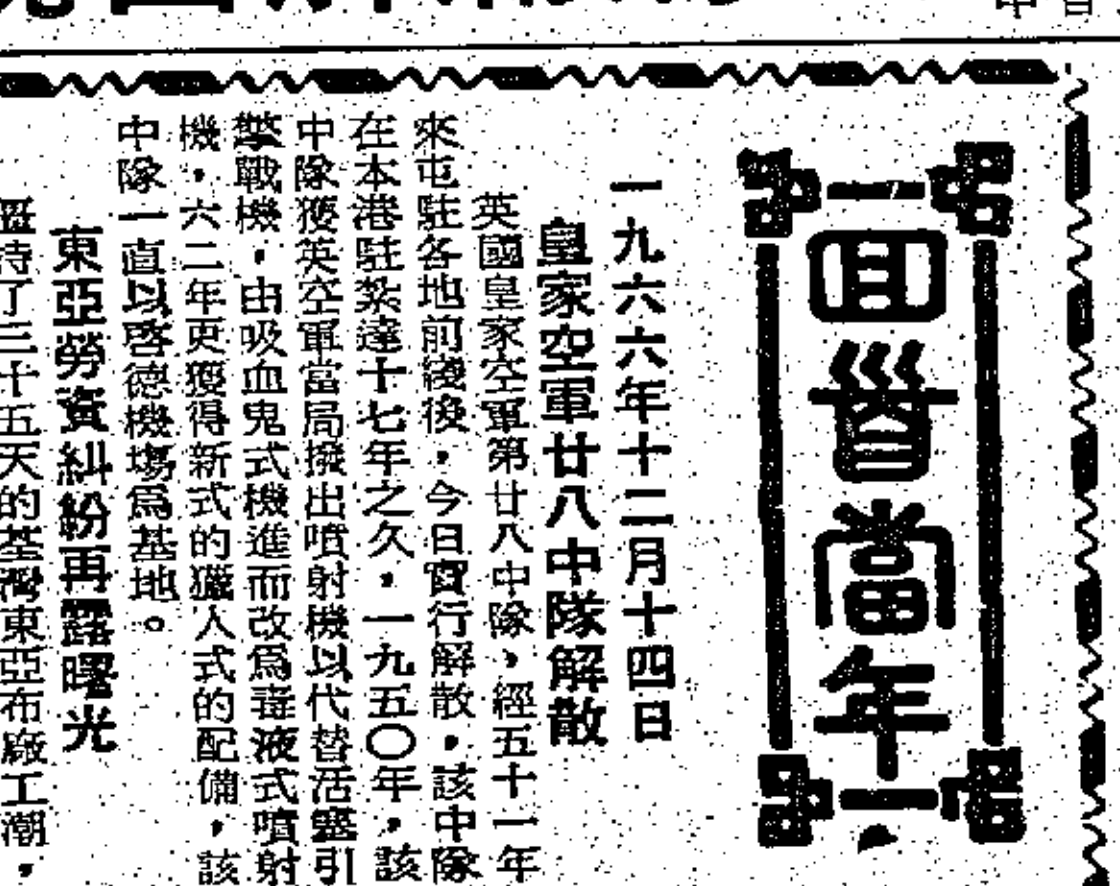 回首當年
一九六六年十二月十四日
皇家空軍廿八中隊解散
英國皇家空軍第廿八中隊，經五十一年
來屯駐各地前綫後，今日實行解散，該中隊
在本港駐紮達十七年之久，一九五〇年，該
中隊獲英空軍當局撥出噴射機以代替活塞引
擎戰機，由吸血鬼式機進而改爲毒液式噴射
機，六二年更獲得新式的獵人式的配備，該
中隊一直以啓德機塲爲基地。
東亞勞資糾紛再露曙光
持了三十五天的荃灣東亞布廠工潮，